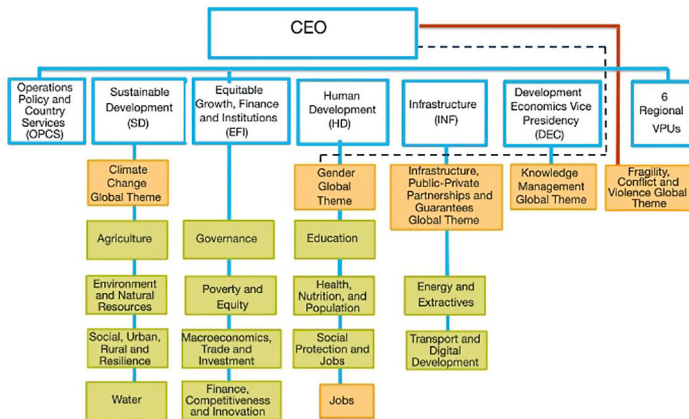 CEO
Operations
Policy and
Country
Services
(OPCS)
Sustainable
Development
(SD)
Equitable
Growth, Finance
and Institutions
(EFI)
Human
Development
(HD)
Infrastructure
(INF)
Development
Economics Vice
Presidency
(DEC)
6
Regional
VPUs
Climate
Change
Global Theme
Gender
Global
Theme
Infrastructure,
Public-Private
Partnerships and
Guarantees
Global Theme
Knowledge
Management
Global Theme
Fragility,
Conflict and
Violence Global
Theme
Agriculture
Governance
Education
Environment
and Natural
Resources
Poverty and
Equity
Health,
Nutrition, and
Population
Energy and
Extractives
Social, Urban,
Rural and
Resilience
Macroeconomics,
Trade and
Investment
Social
Protection and
Jobs
Transport and
Digital
Development
Water
Finance,
Competitiveness
and Innovation
Jobs